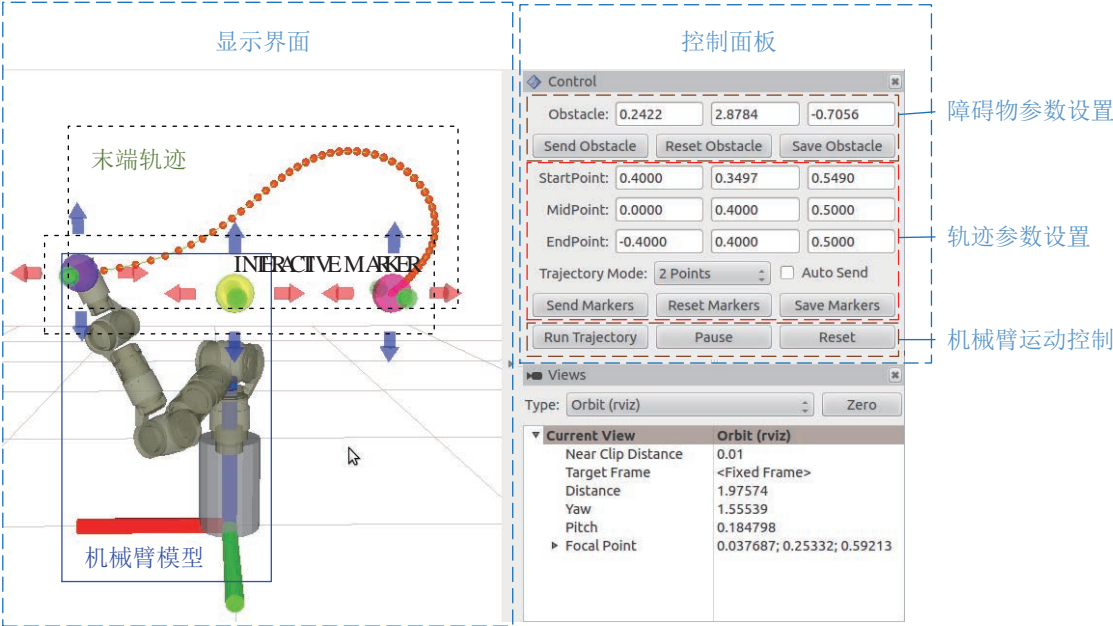 显示界面
控制面板
末端轨迹
INTERACTIVE MARKER
机械臂模型
Control
Obstacle: 0.2422 2.8784 -0.7056
Send Obstacle Reset Obstacle Save Obstacle
障碍物参数设置
StartPoint: 0.4000 0.3497 0.5490
MidPoint: 0.0000 0.4000 0.5000
EndPoint: -0.4000 0.4000 0.5000
轨迹参数设置
Trajectory Mode: 2 Points Auto Send
Send Markers Reset Markers Save Markers
Run Trajectory Pause Reset
机械臂运动控制
Views
Type: Orbit (rviz) Zero
Current View Orbit (rviz)
Near Clip Distance 0.01
Target Frame <Fixed Frame>
Distance 1.97574
Yaw 1.55539
Pitch 0.184798
Focal Point 0.037687; 0.25332; 0.59213